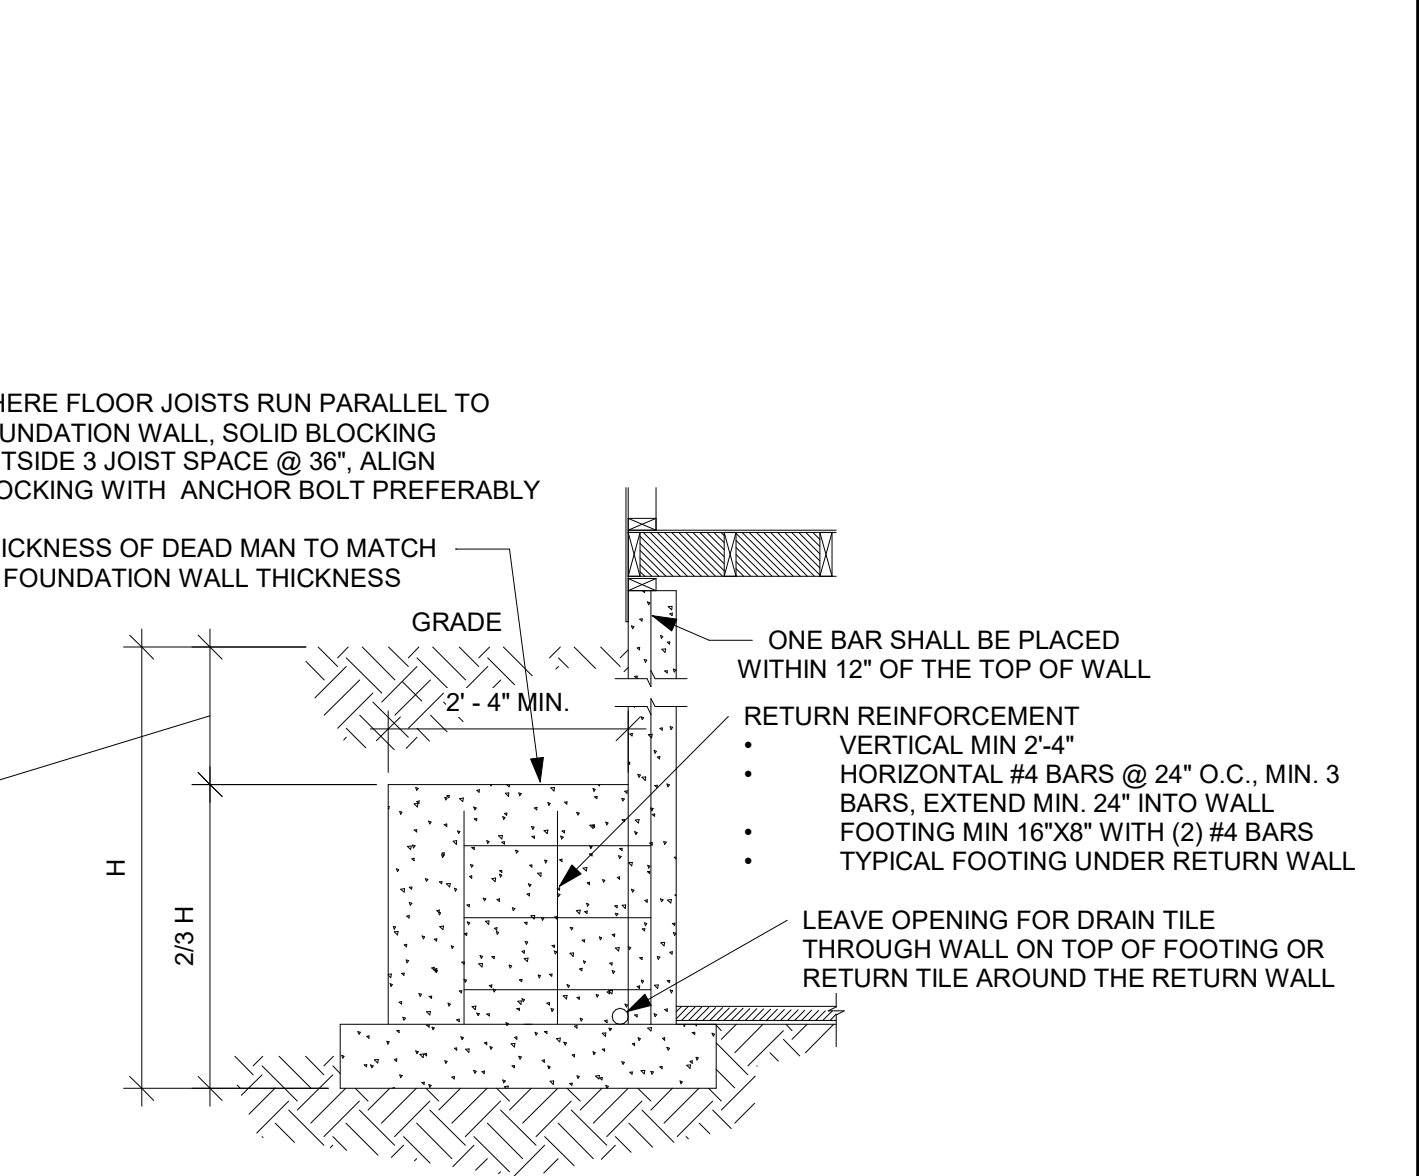 HERE FLOOR JOISTS RUN PARALLEL TO
UNDATION WALL, SOLID BLOCKING
TSIDE 3 JOIST SPACE @ 36", ALIGN
OCKING WITH ANCHOR BOLT PREFERABLY
ICKNESS OF DEAD MAN TO MATCH
FOUNDATION WALL THICKNESS
GRADE
ONE BAR SHALL BE PLACED
WITHIN 12" OF THE TOP OF WALL
2' - 4" MIN.
RETURN REINFORCEMENT
• VERTICAL MIN 2'-4"
• HORIZONTAL #4 BARS @ 24" O.C., MIN. 3
BARS, EXTEND MIN. 24" INTO WALL
• FOOTING MIN 16"X8" WITH (2) #4 BARS
• TYPICAL FOOTING UNDER RETURN WALL
H
2/3 H
LEAVE OPENING FOR DRAIN TILE
THROUGH WALL ON TOP OF FOOTING OR
RETURN TILE AROUND THE RETURN WALL